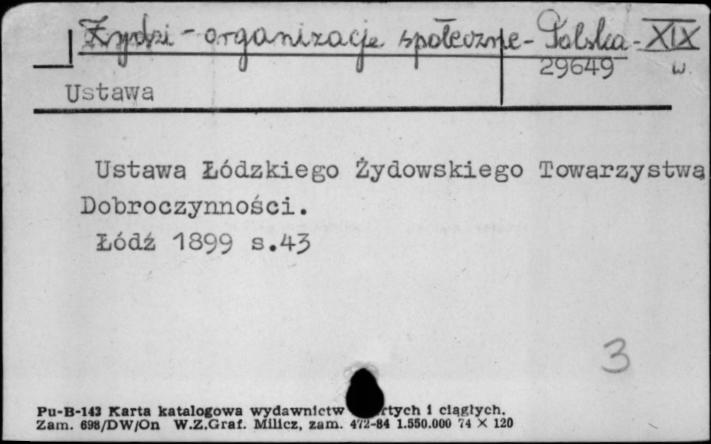 Żydzi - organizacje społeczne - Polska - XIX w.
29649
Ustawa
Ustawa Łódzkiego Żydowskiego Towarzystwa
Dobroczynności.
Łódź 1899 s.43
3
Pu-B-143 Karta katalogowa wydawnictw rtych i ciągłych.
Zam. 698/DW/On W.Z.Graf. Milicz, zam. 472-84 1.550.000 74 × 120